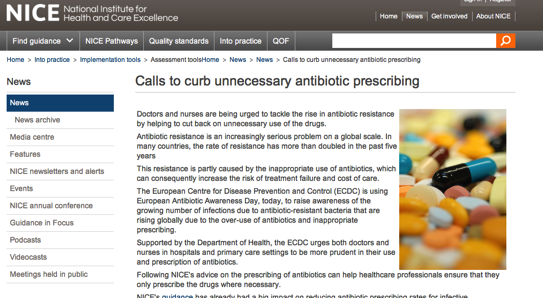 Sign In | Register
NICE National Institute for
Health and Care Excellence
Home | News | Get involved | About NICE
Find guidance NICE Pathways Quality standards Into practice QOF
Home > Into practice > Implementation tools > Assessment toolsHome > News > News > Calls to curb unnecessary antibiotic prescribing
News
News
News archive
Media centre
Features
NICE newsletters and alerts
Events
NICE annual conference
Guidance in Focus
Podcasts
Videocasts
Meetings held in public
Calls to curb unnecessary antibiotic prescribing
Doctors and nurses are being urged to tackle the rise in antibiotic resistance
by helping to cut back on unnecessary use of the drugs.
Antibiotic resistance is an increasingly serious problem on a global scale. In
many countries, the rate of resistance has more than doubled in the past five
years
This resistance is partly caused by the inappropriate use of antibiotics, which
can consequently increase the risk of treatment failure and cost of care.
The European Centre for Disease Prevention and Control (ECDC) is using
European Antibiotic Awareness Day, today, to raise awareness of the
growing number of infections due to antibiotic-resistant bacteria that are
rising globally due to the over-use of antibiotics and inappropriate
prescribing.
Supported by the Department of Health, the ECDC urges both doctors and
nurses in hospitals and primary care settings to be more prudent in their use
and prescription of antibiotics.
Following NICE's advice on the prescribing of antibiotics can help healthcare professionals ensure that they
only prescribe the drugs where necessary.
NICE's guidance has already had a big impact on reducing antibiotic prescribing rates for infective